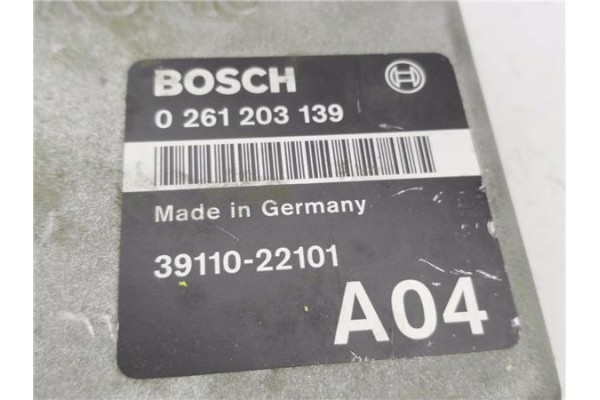 BOSCH
0 261 203 139
Made in Germany
39110-22101
A04